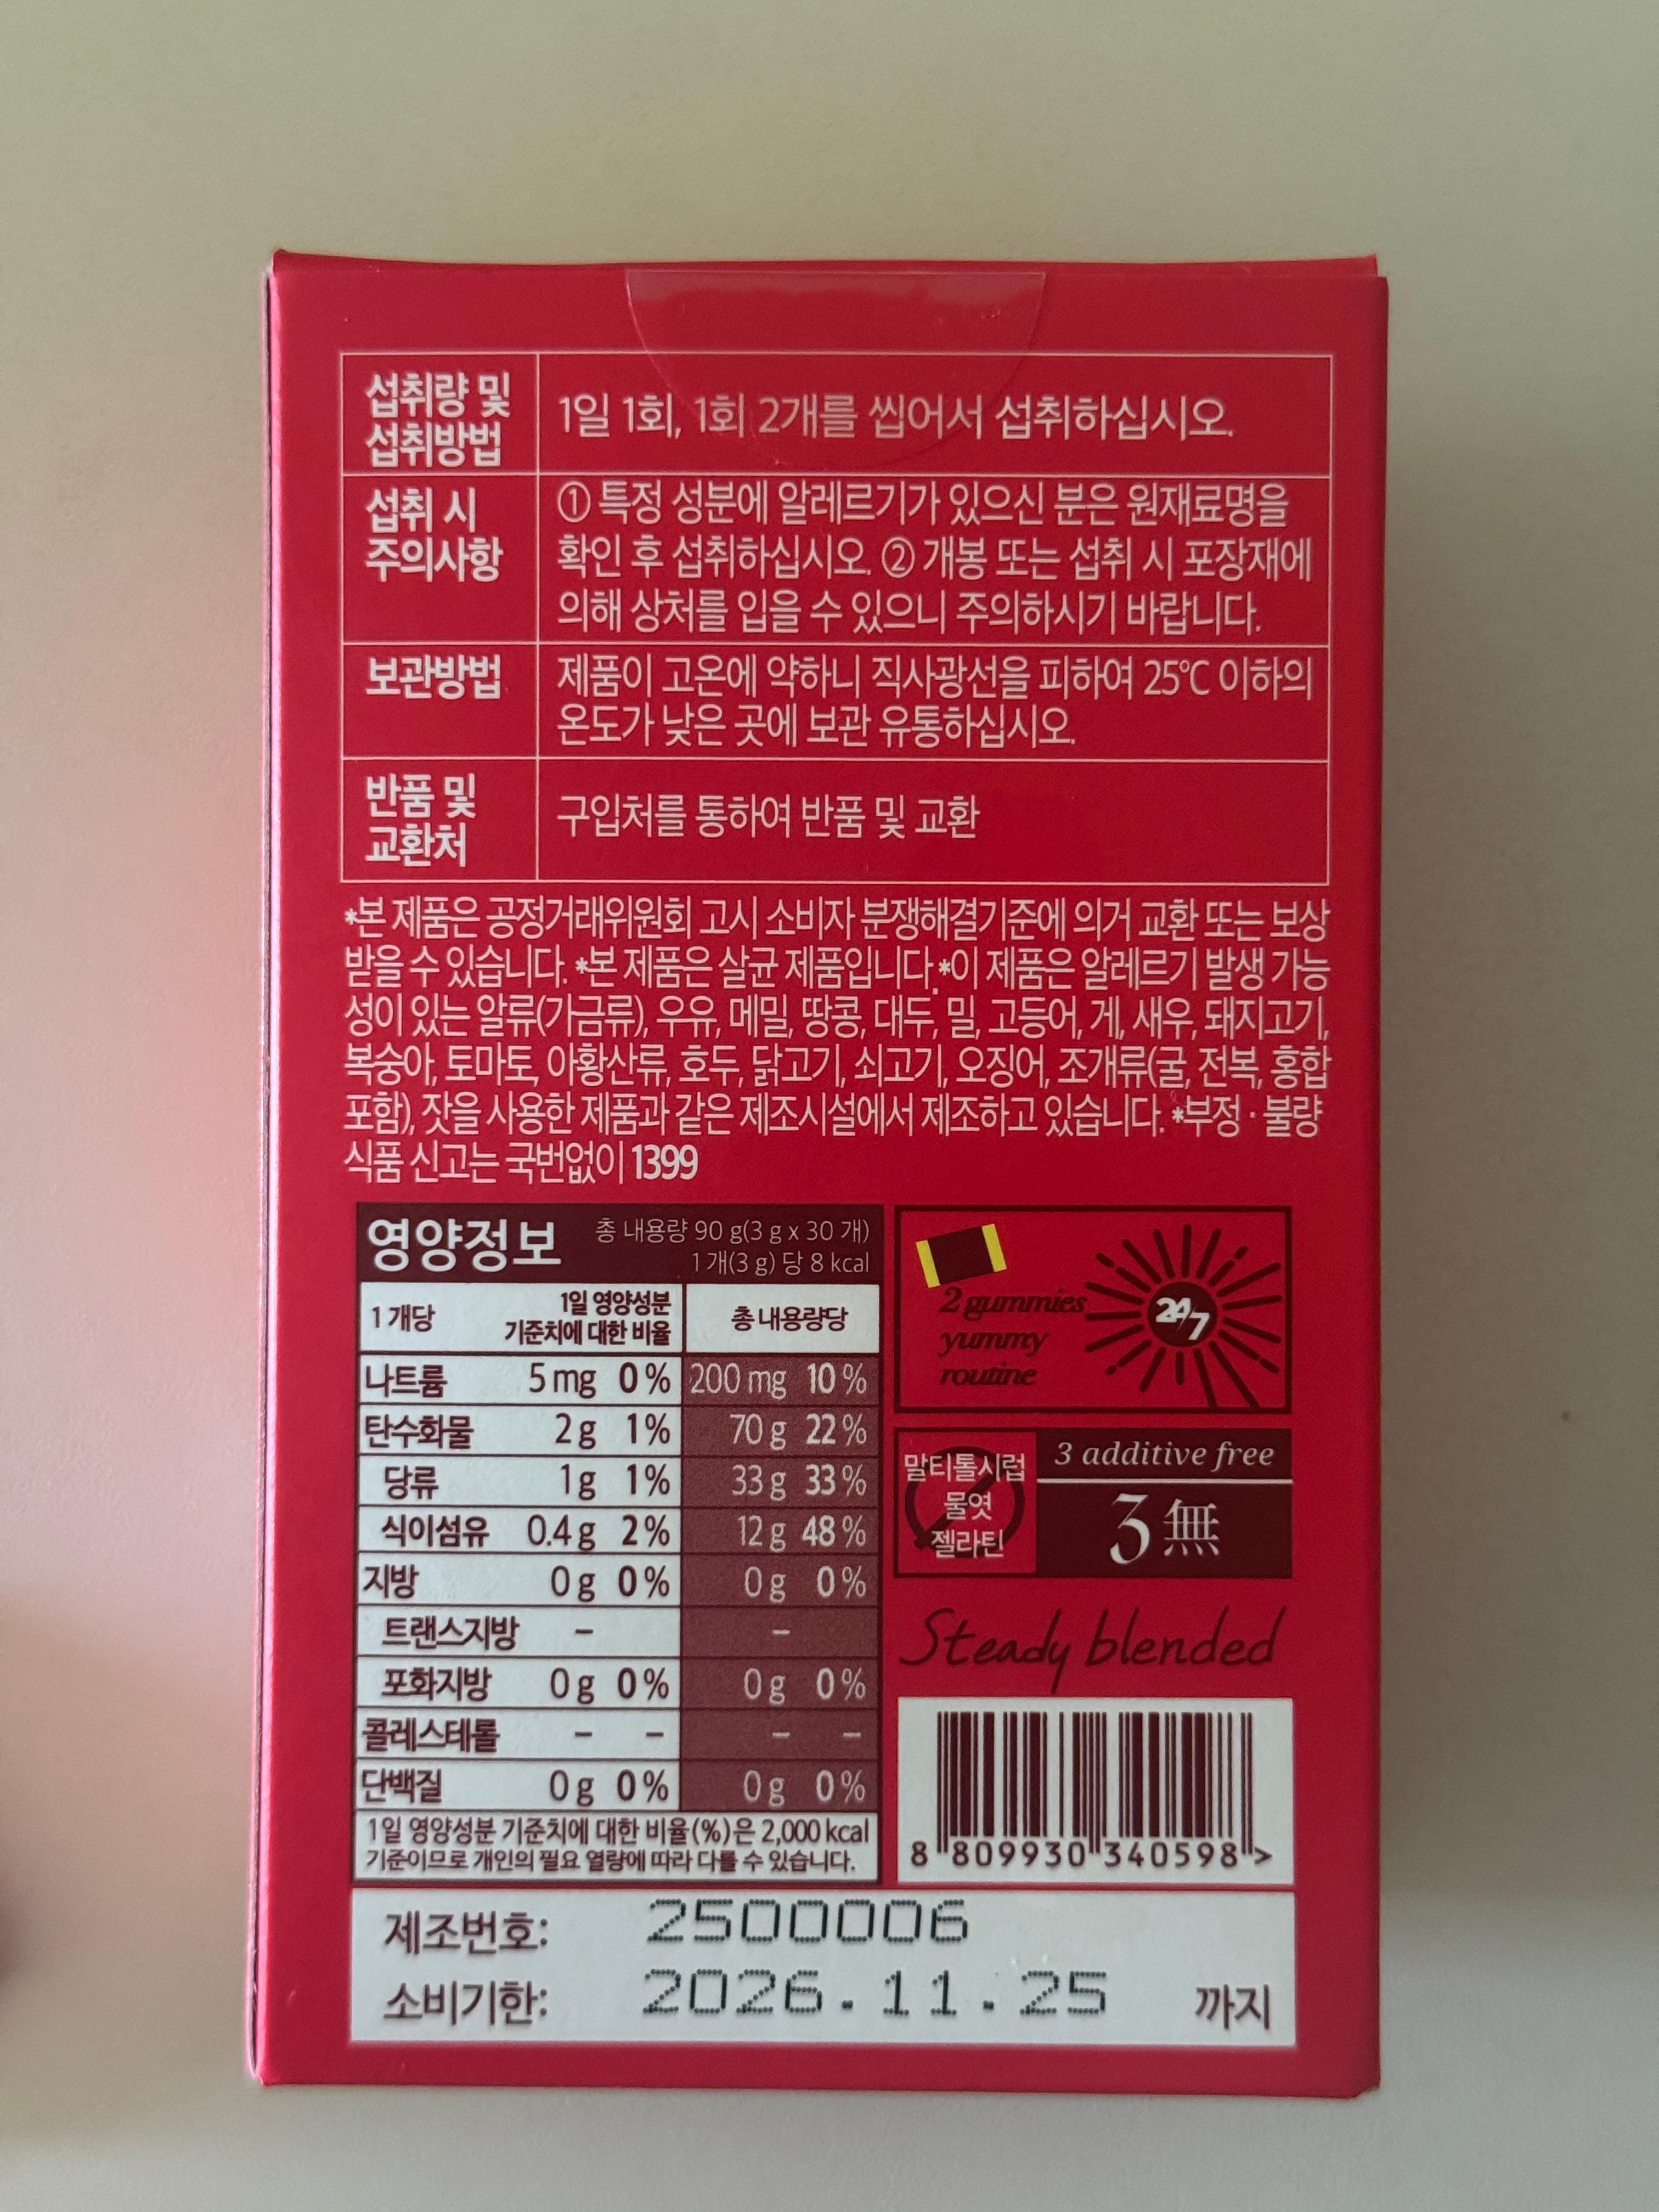 섭취량 및
섭취방법
1일 1회, 1회 2개를 씹어서 섭취하십시오.
섭취 시
주의사항
① 특정 성분에 알레르기가 있으신 분은 원재료명을
확인 후 섭취하십시오. ② 개봉 또는 섭취 시 포장재에
의해 상처를 입을 수 있으니 주의하시기 바랍니다.
보관방법
제품이 고온에 약하니 직사광선을 피하여 25℃ 이하의
온도가 낮은 곳에 보관 유통하십시오.
반품 및
교환처
구입처를 통하여 반품 및 교환
*본 제품은 공정거래위원회 고시 소비자 분쟁해결기준에 의거 교환 또는 보상
받을 수 있습니다. *본 제품은 살균 제품입니다.*이 제품은 알레르기 발생 가능
성이 있는 알류(가금류), 우유, 메밀, 땅콩, 대두, 밀, 고등어, 게, 새우, 돼지고기,
복숭아, 토마토, 아황산류, 호두, 닭고기, 쇠고기, 오징어, 조개류(굴, 전복, 홍합
포함), 잣을 사용한 제품과 같은 제조시설에서 제조하고 있습니다. *부정·불량
식품 신고는 국번없이 1399
영양정보
총 내용량 90 g(3 g x 30 개)
1 개(3 g) 당 8 kcal
1 개당 1일 영양성분 기준치에 대한 비율 총 내용량당
나트륨 5 mg 0 % 200 mg 10 %
탄수화물 2 g 1 % 70 g 22 %
당류 1 g 1 % 33 g 33 %
식이섬유 0.4 g 2 % 12 g 48 %
지방 0 g 0 % 0 g 0 %
트랜스지방 – –
포화지방 0 g 0 % 0 g 0 %
콜레스테롤 – – – –
단백질 0 g 0 % 0 g 0 %
1일 영양성분 기준치에 대한 비율(%)은 2,000 kcal
기준이므로 개인의 필요 열량에 따라 다를 수 있습니다.
2 gummies
yummy
routine
24/7
말티톨시럽
물엿
젤라틴
3 additive free
3 無
Steady blended
8 809930 340598 >
제조번호: 2500006
소비기한: 2026.11.25 까지